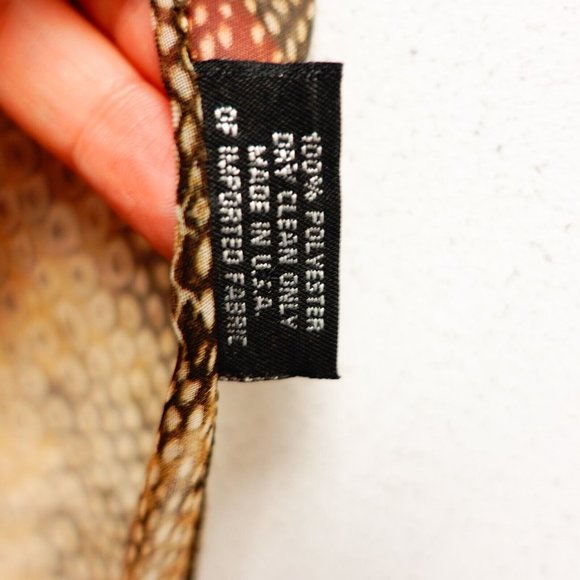 100% POLYESTER
DRY CLEAN ONLY
MADE IN U.S.A.
OF IMPORTED FABRIC